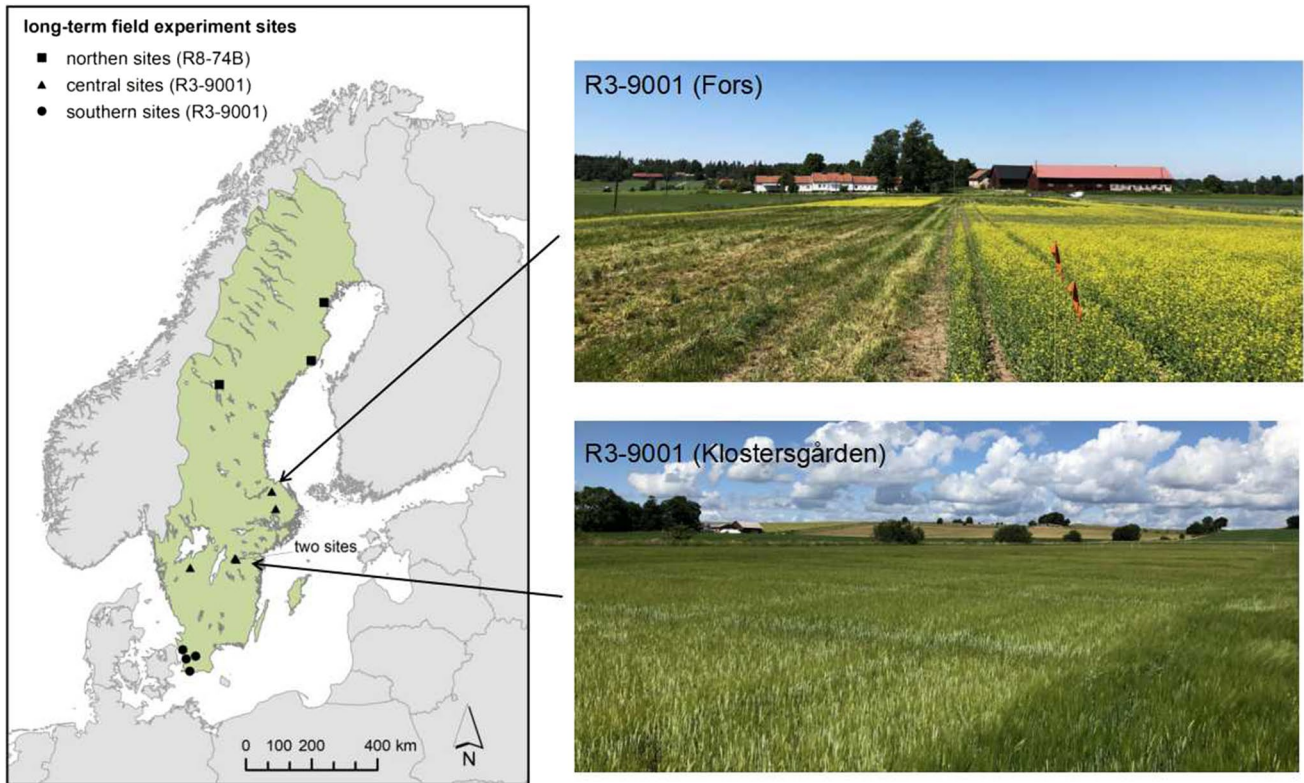 long-term field experiment sites
northen sites (R8-74B)
central sites (R3-9001)
southern sites (R3-9001)
two sites
0 100 200 400 km
N
R3-9001 (Fors)
R3-9001 (Klostersgården)